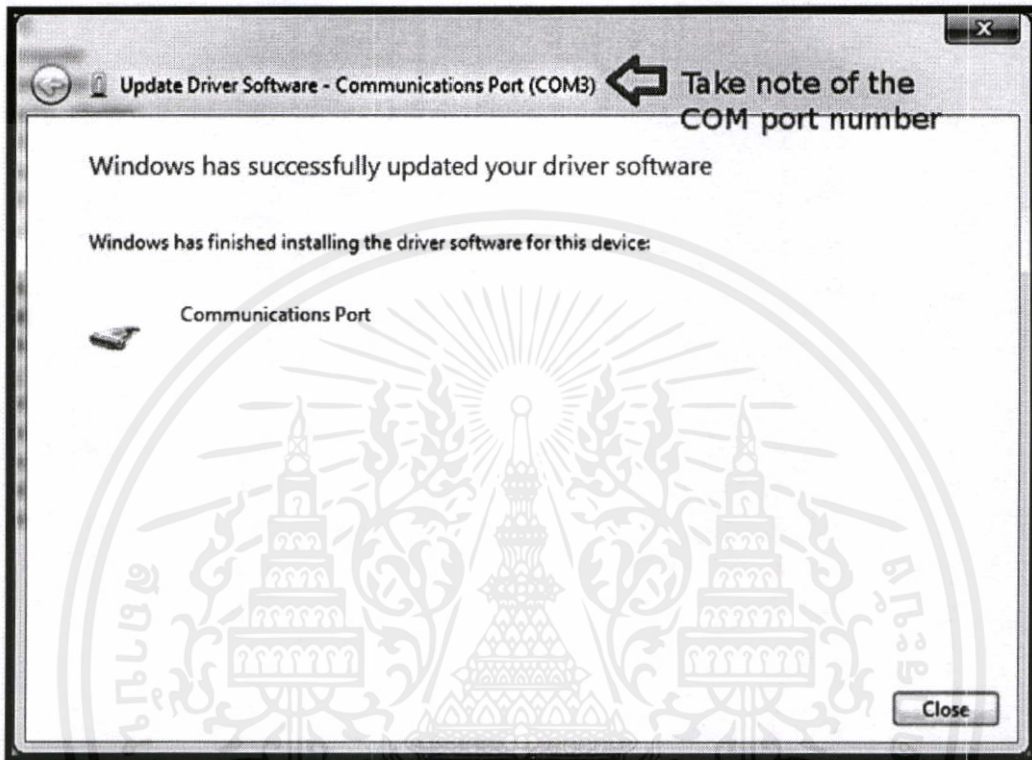 Update Driver Software - Communications Port (COM3)
Take note of the
COM port number
Windows has successfully updated your driver software
Windows has finished installing the driver software for this device:
Communications Port
Close